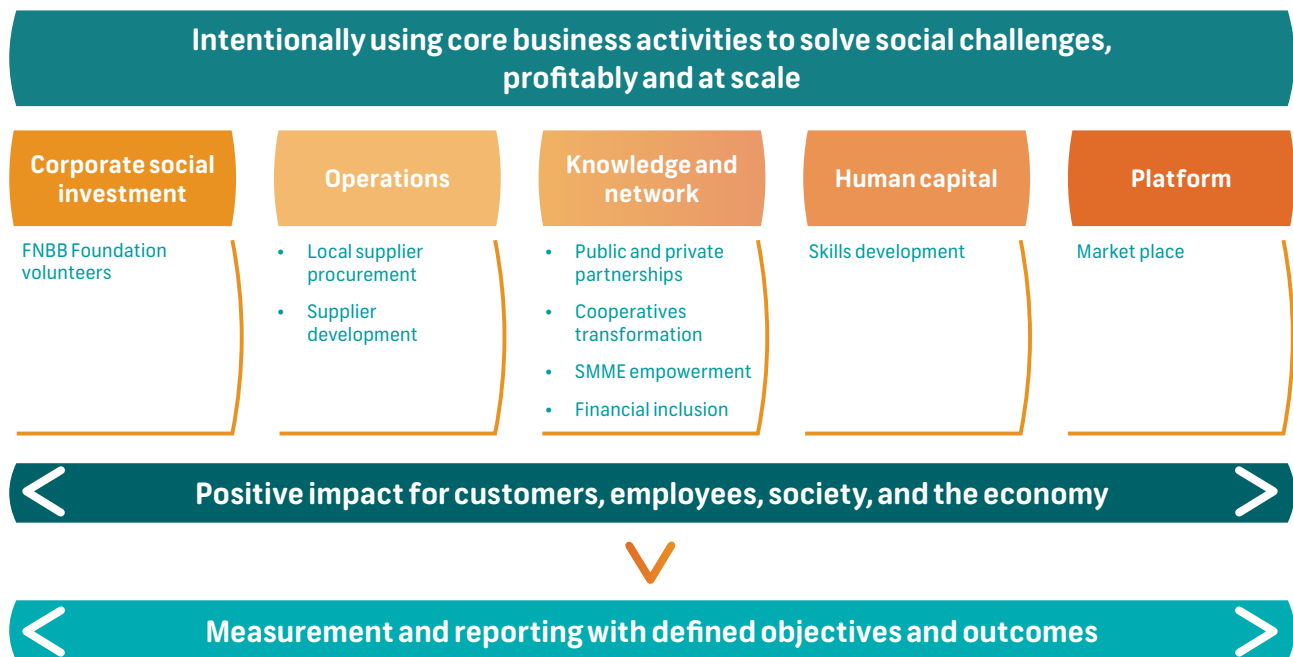 Intentionally using core business activities to solve social challenges,
profitably and at scale
Corporate social
investment
FNBB Foundation
volunteers
Operations
• Local supplier
procurement
• Supplier
development
Knowledge and
network
• Public and private
partnerships
• Cooperatives
transformation
• SMME empowerment
• Financial inclusion
Human capital
Skills development
Platform
Market place
Positive impact for customers, employees, society, and the economy
Measurement and reporting with defined objectives and outcomes